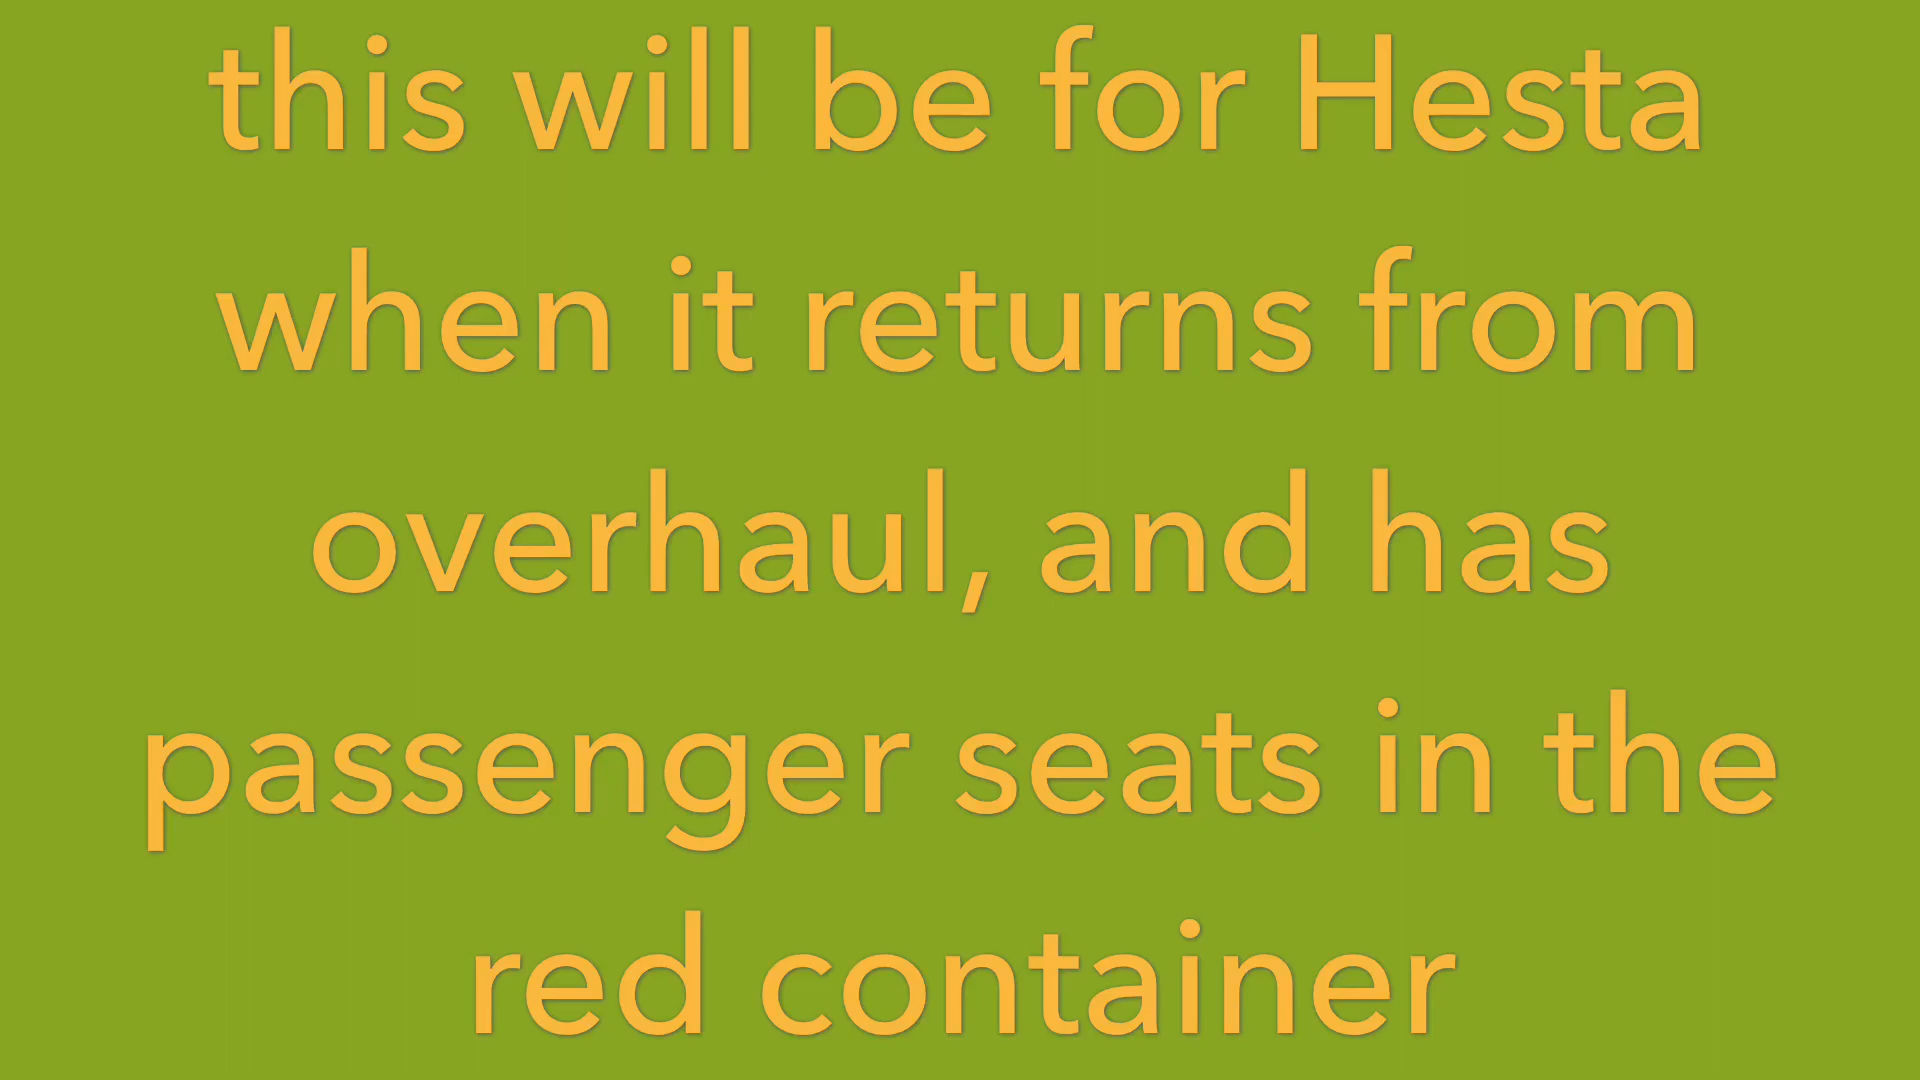 this will be for Hesta
when it returns from
overhaul, and has
passenger seats in the
red container